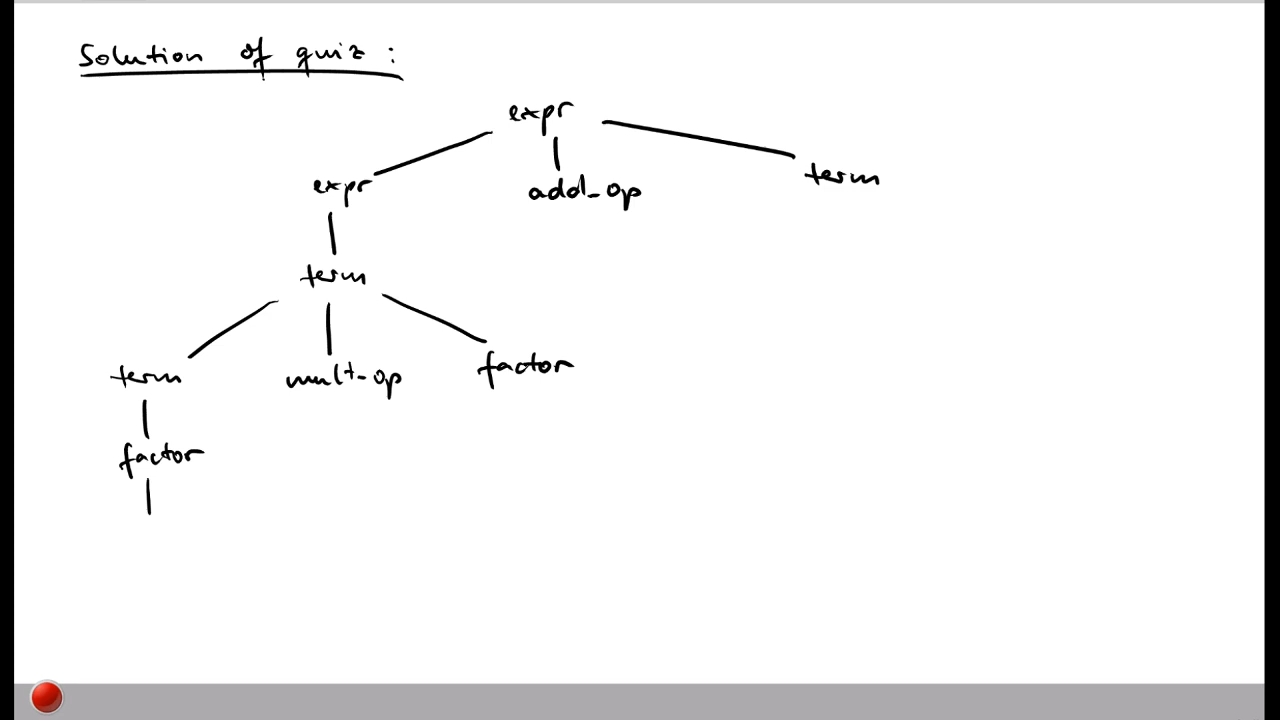 Solution of quiz :
expr
expr add_op term
term
term mult-op factor
factor